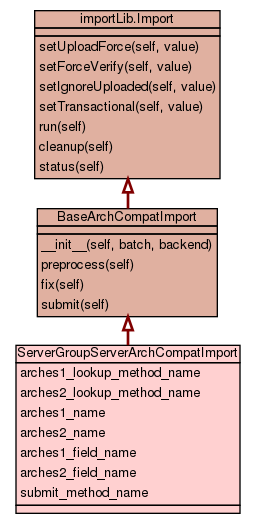 importLib.Import
setUploadForce(self, value)
setForceVerify(self, value)
setIgnoreUploaded(self, value)
setTransactional(self, value)
run(self)
cleanup(self)
status(self)
BaseArchCompatImport
__init__(self, batch, backend)
preprocess(self)
fix(self)
submit(self)
ServerGroupServerArchCompatImport
arches1_lookup_method_name
arches2_lookup_method_name
arches1_name
arches2_name
arches1_field_name
arches2_field_name
submit_method_name